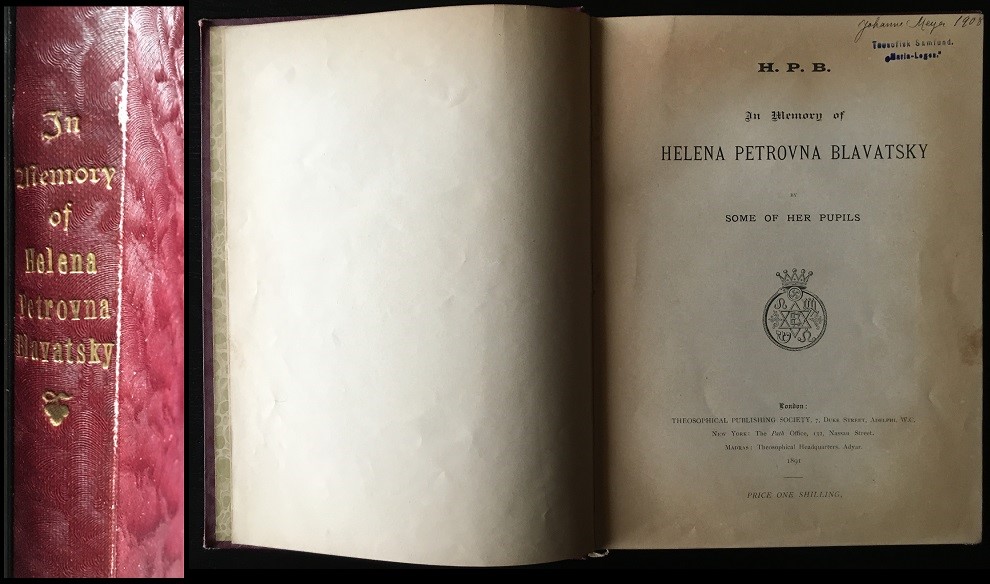 In
Memory
of
Helena
Petrovna
Blavatsky
Johanne Meyer 1908
Teosofisk Samfund.
"Maria-Logen."
H. P. B.
In Memory of
HELENA PETROVNA BLAVATSKY
BY
SOME OF HER PUPILS
London:
THEOSOPHICAL PUBLISHING SOCIETY, 7, Duke Street, Adelphi, W.C.
New York: The Path Office, 132, Nassau Street.
Madras: Theosophical Headquarters, Adyar.
1891
PRICE ONE SHILLING.